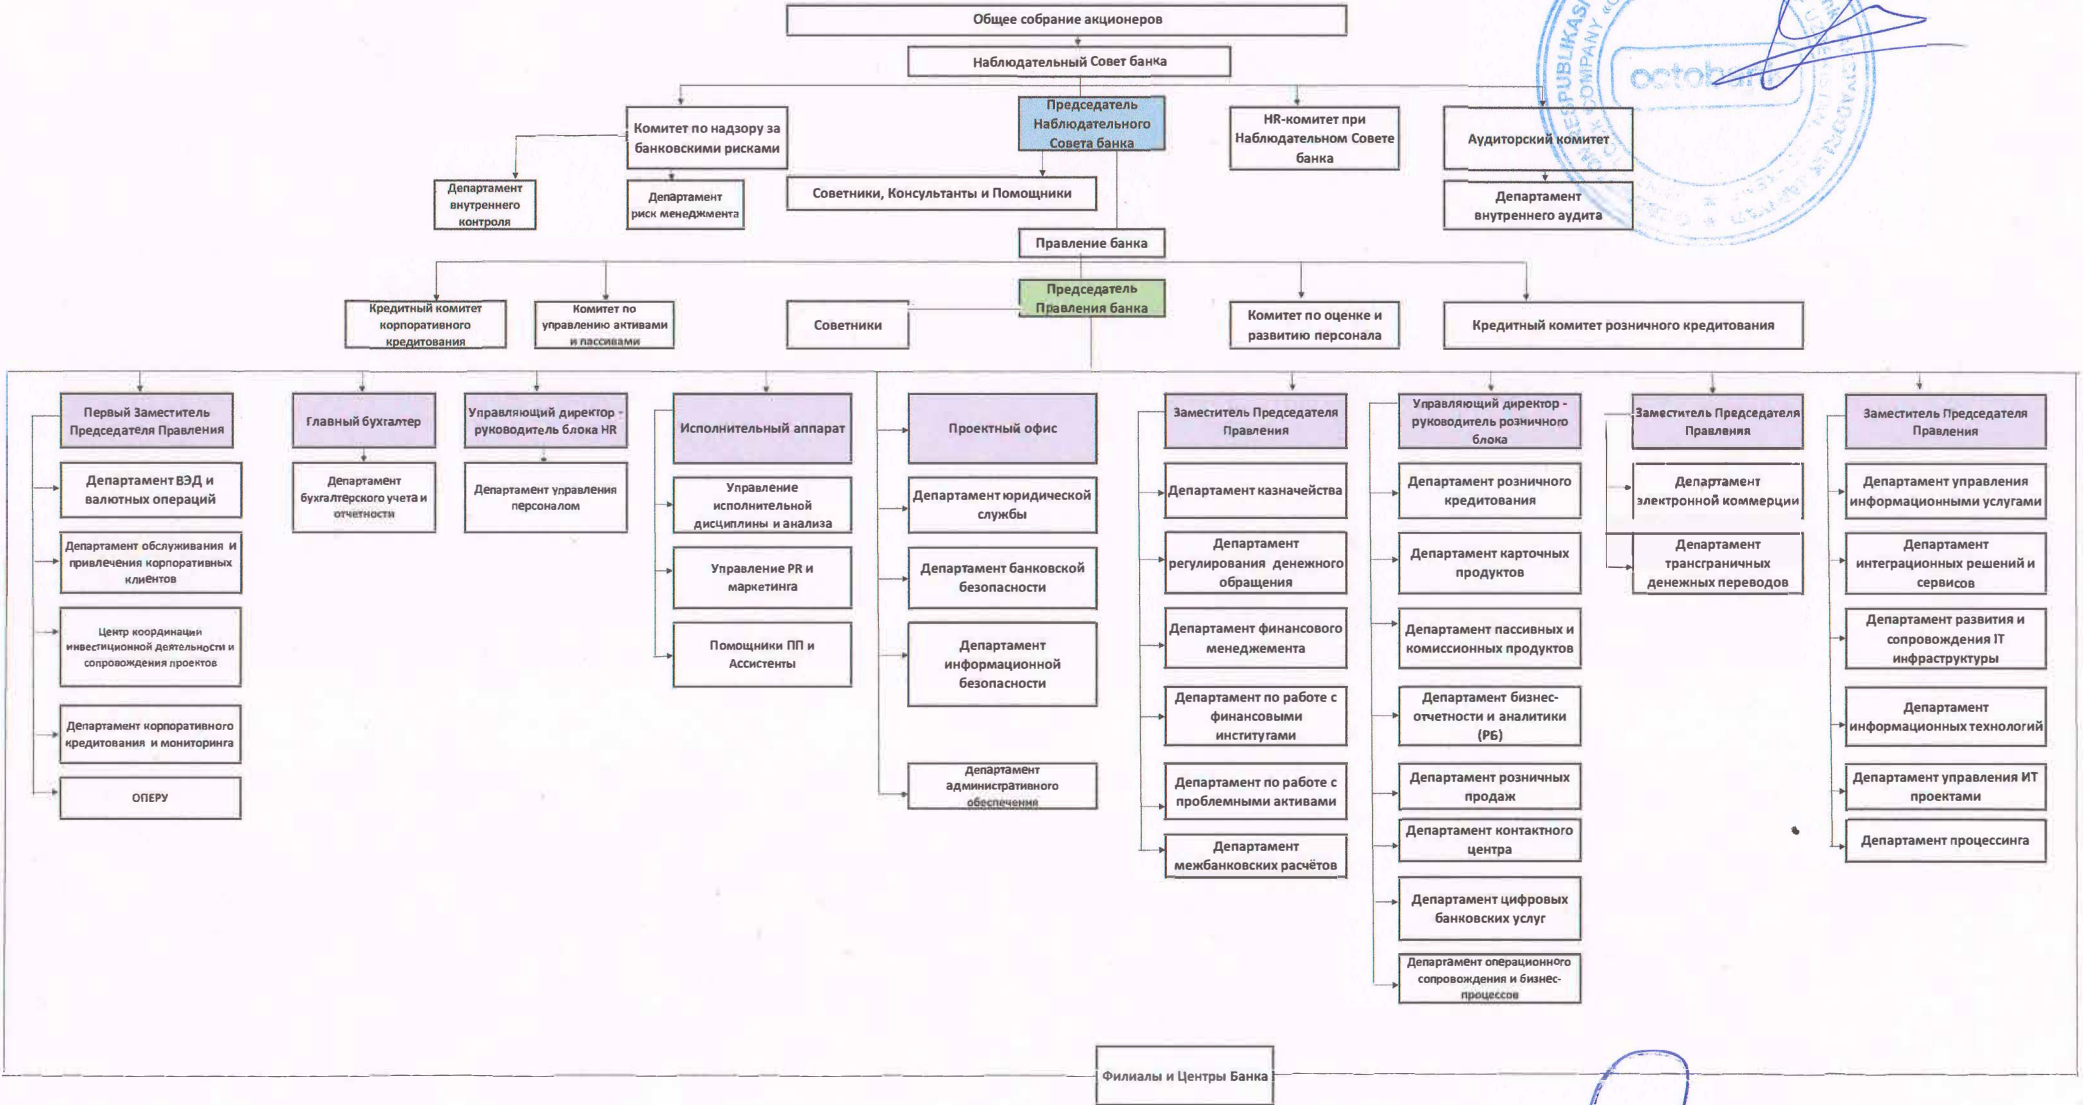 Общее собрание акционеров
Наблюдательный Совет банка
Комитет по надзору за
банковскими рисками
Председатель
Наблюдательного
Совета банка
HR-комитет при
Наблюдательном Совете
банка
Аудиторский комитет
octobank
Департамент
внутреннего
контроля
Департамент
риск менеджмента
Советники, Консультанты и Помощники
Департамент
внутреннего аудита
Правление банка
Кредитный комитет
корпоративного
кредитования
Комитет по
управлению активами
и пассивами
Советники
Председатель
Правления банка
Комитет по оценке и
развитию персонала
Кредитный комитет розничного кредитования
Первый Заместитель
Председателя Правления
Департамент ВЭД и
валютных операций
Департамент обслуживания и
привлечения корпоративных
клиентов
Центр координации
инвестиционной деятельности и
сопровождения проектов
Департамент корпоративного
кредитования и мониторинга
ОПЕРУ
Главный бухгалтер
Департамент
бухгалтерского учета и
отчетности
Управляющий директор -
руководитель блока HR
Департамент управления
персоналом
Исполнительный аппарат
Управление
исполнительной
дисциплины и анализа
Управление PR и
маркетинга
Помощники ПП и
Ассистенты
Проектный офис
Департамент юридической
службы
Департамент банковской
безопасности
Департамент
информационной
безопасности
Департамент
административного
обеспечения
Заместитель Председателя
Правления
Департамент казначейства
Департамент
регулирования денежного
обращения
Департамент финансового
менеджемента
Департамент по работе с
финансовыми
институтами
Департамент по работе с
проблемными активами
Департамент
межбанковских расчётов
Управляющий директор -
руководитель розничного
блока
Департамент розничного
кредитования
Департамент карточных
продуктов
Департамент пассивных и
комиссионных продуктов
Департамент бизнес-
отчетности и аналитики
(РБ)
Департамент розничных
продаж
Департамент контактного
центра
Департамент цифровых
банковских услуг
Департамент операционного
сопровождения и бизнес-
процессов
Заместитель Председателя
Правления
Департамент
электронной коммерции
Департамент
трансграничных
денежных переводов
Заместитель Председателя
Правления
Департамент управления
информационными услугами
Департамент
интеграционных решений и
сервисов
Департамент развития и
сопровождения IT
инфраструктуры
Департамент
информационных технологий
Департамент управления ИТ
проектами
Департамент процессинга
Филиалы и Центры Банка